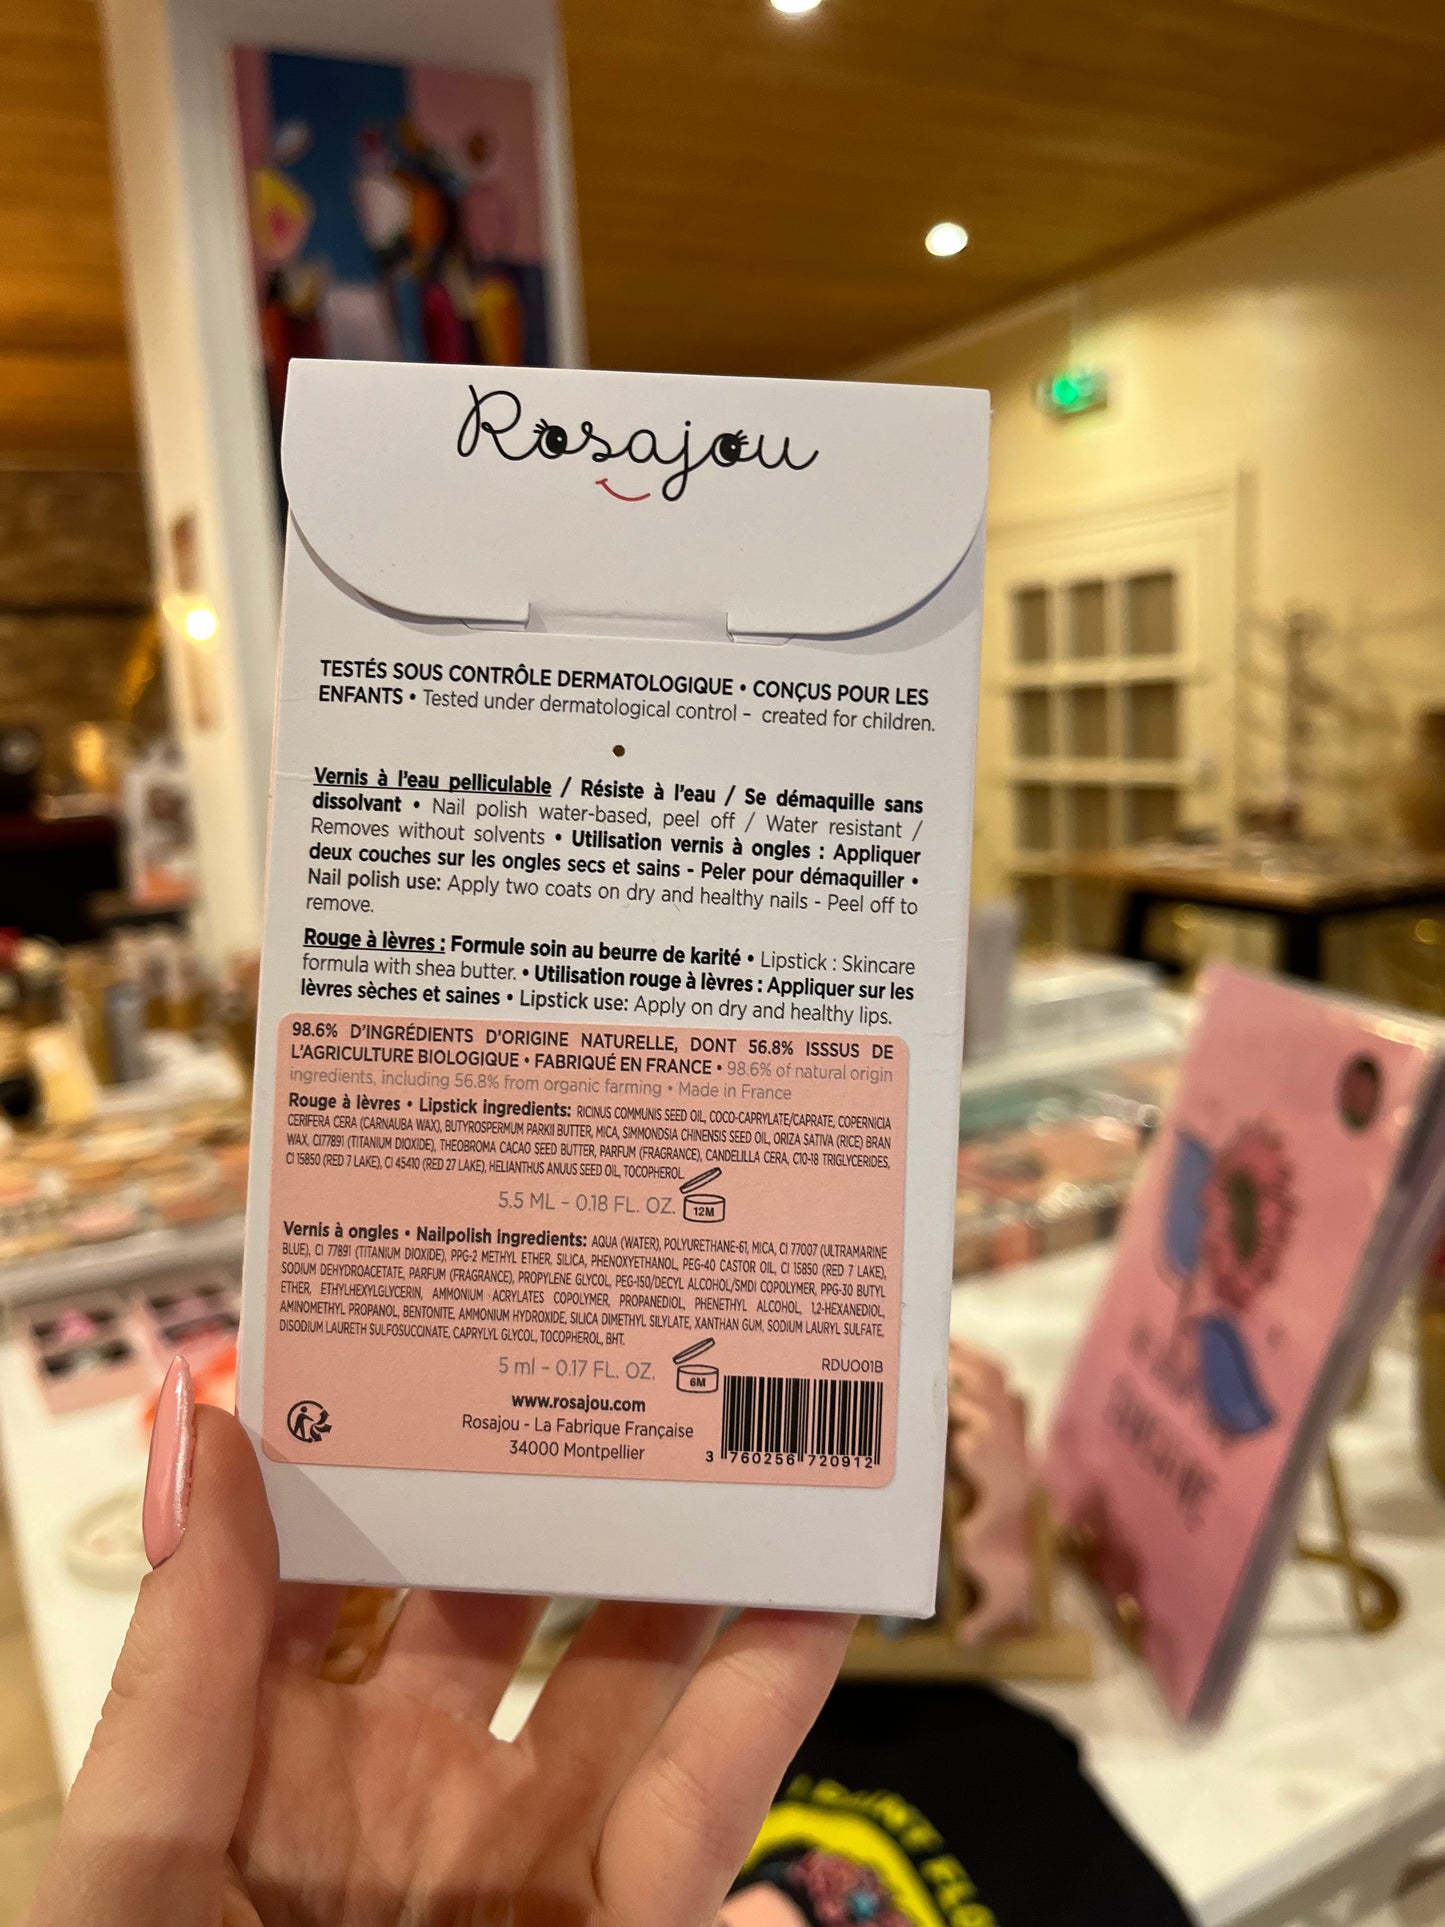 Rosajou
TESTÉS SOUS CONTRÔLE DERMATOLOGIQUE • CONÇUS POUR LES
ENFANTS • Tested under dermatological control - created for children.
Vernis à l'eau pelliculable / Résiste à l'eau / Se démaquille sans
dissolvant • Nail polish water-based, peel off / Water resistant /
Removes without solvents • Utilisation vernis à ongles : Appliquer
deux couches sur les ongles secs et sains - Peler pour démaquiller •
Nail polish use: Apply two coats on dry and healthy nails - Peel off to
remove.
Rouge à lèvres : Formule soin au beurre de karité • Lipstick : Skincare
formula with shea butter. • Utilisation rouge à lèvres : Appliquer sur les
lèvres sèches et saines • Lipstick use: Apply on dry and healthy lips.
98.6% D'INGRÉDIENTS D'ORIGINE NATURELLE, DONT 56.8% ISSSUS DE
L'AGRICULTURE BIOLOGIQUE • FABRIQUÉ EN FRANCE • 98.6% of natural origin
ingredients, including 56.8% from organic farming • Made in France
Rouge à lèvres • Lipstick ingredients: RICINUS COMMUNIS SEED OIL, COCO-CAPRYLATE/CAPRATE, COPERNICIA
CERIFERA CERA (CARNAUBA WAX), BUTYROSPERMUM PARKII BUTTER, MICA, SIMMONDSIA CHINENSIS SEED OIL, ORIZA SATIVA (RICE) BRAN
WAX, CI77891 (TITANIUM DIOXIDE), THEOBROMA CACAO SEED BUTTER, PARFUM (FRAGRANCE), CANDELILLA CERA, C10-18 TRIGLYCERIDES,
CI 15850 (RED 7 LAKE), CI 45410 (RED 27 LAKE), HELIANTHUS ANUUS SEED OIL, TOCOPHEROL.
5.5 ML - 0.18 FL. OZ. 12M
Vernis à ongles • Nailpolish ingredients: AQUA (WATER), POLYURETHANE-61, MICA, CI 77007 (ULTRAMARINE
BLUE), CI 77891 (TITANIUM DIOXIDE), PPG-2 METHYL ETHER, SILICA, PHENOXYETHANOL, PEG-40 CASTOR OIL, CI 15850 (RED 7 LAKE),
SODIUM DEHYDROACETATE, PARFUM (FRAGRANCE), PROPYLENE GLYCOL, PEG-150/DECYL ALCOHOL/SMDI COPOLYMER, PPG-30 BUTYL
ETHER, ETHYLHEXYLGLYCERIN, AMMONIUM ACRYLATES COPOLYMER, PROPANEDIOL, PHENETHYL ALCOHOL, 1,2-HEXANEDIOL,
AMINOMETHYL PROPANOL, BENTONITE, AMMONIUM HYDROXIDE, SILICA DIMETHYL SILYLATE, XANTHAN GUM, SODIUM LAURYL SULFATE,
DISODIUM LAURETH SULFOSUCCINATE, CAPRYLYL GLYCOL, TOCOPHEROL, BHT.
5 ml - 0.17 FL. OZ. 6M
RDUO01B
www.rosajou.com
Rosajou - La Fabrique Française
34000 Montpellier
3 760256 720912